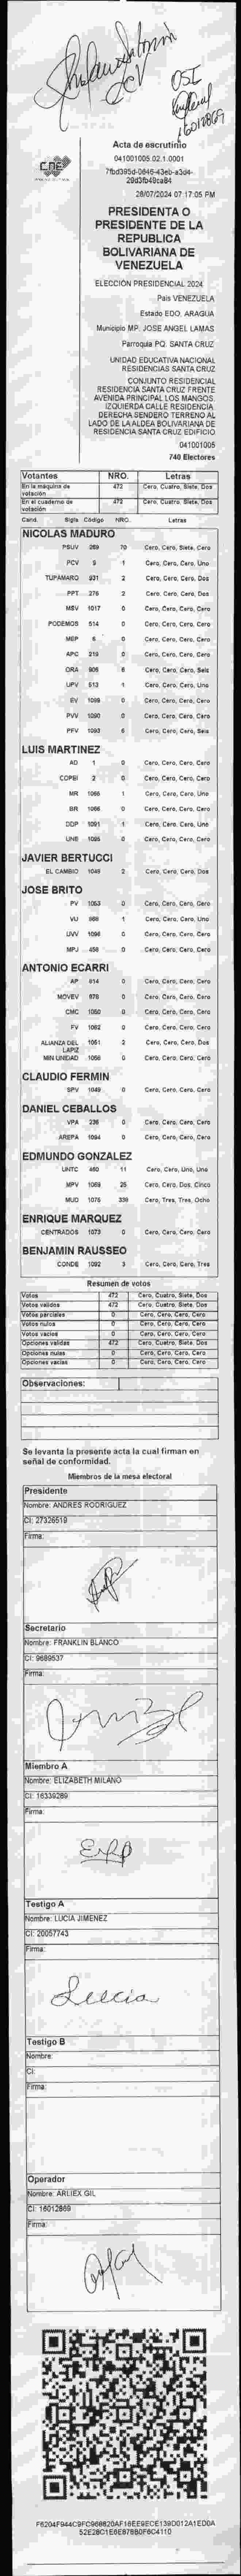 CNE
Acta de escrutinio
041001005.02.1.0001
28/07/2024 07:17:05 PM
PRESIDENTA O
PRESIDENTE DE LA
REPUBLICA
BOLIVARIANA DE
VENEZUELA
ELECCIÓN PRESIDENCIAL 2024
País VENEZUELA
Estado EDO. ARAGUA
Municipio MP. JOSE ANGEL LAMAS
Parroquia PQ. SANTA CRUZ
UNIDAD EDUCATIVA NACIONAL
RESIDENCIAS SANTA CRUZ
CONJUNTO RESIDENCIAL
RESIDENCIA SANTA CRUZ FRENTE
AVENIDA PRINCIPAL LOS MANGOS.
IZQUIERDA CALLE RESIDENCIA
DERECHA SENDERO TERRENO AL
LADO DE LA ALDEA BOLIVARIANA DE
RESIDENCIA SANTA CRUZ EDIFICIO
041001005
740 Electores
Votantes NRO. Letras
En la maquina de votación 472 Cero, Cuatro, Siete, Dos
En el cuaderno de votación 472 Cero, Cuatro, Siete, Dos
Cand. Sigla Código NRO. Letras
NICOLAS MADURO
PSUV 269 70 Cero, Cero, Siete, Cero
PCV 5 1 Cero, Cero, Cero, Uno
TUPAMARO 931 2 Cero, Cero, Cero, Dos
PPT 276 2 Cero, Cero, Cero, Dos
MSV 1017 0 Cero, Cero, Cero, Cero
PODEMOS 514 0 Cero, Cero, Cero, Cero
MEP 6 0 Cero, Cero, Cero, Cero
APC 219 0 Cero, Cero, Cero, Cero
ORA 906 6 Cero, Cero, Cero, Seis
UPV 513 1 Cero, Cero, Cero, Uno
EV 1089 0 Cero, Cero, Cero, Cero
PVV 1090 0 Cero, Cero, Cero, Cero
PFV 1093 6 Cero, Cero, Cero, Seis
LUIS MARTINEZ
AD 1 0 Cero, Cero, Cero, Cero
COPEI 2 0 Cero, Cero, Cero, Cero
MR 1065 1 Cero, Cero, Cero, Uno
BR 1066 0 Cero, Cero, Cero, Cero
DDP 1091 1 Cero, Cero, Cero, Uno
UNE 1095 0 Cero, Cero, Cero, Cero
JAVIER BERTUCCI
EL CAMBIO 1046 2 Cero, Cero, Cero, Dos
JOSE BRITO
PV 1053 0 Cero, Cero, Cero, Cero
VU 968 1 Cero, Cero, Cero, Uno
UVV 1096 0 Cero, Cero, Cero, Cero
MPJ 456 0 Cero, Cero, Cero, Cero
ANTONIO ECARRI
AP 814 0 Cero, Cero, Cero, Cero
MOVEV 978 0 Cero, Cero, Cero, Cero
CMC 1050 0 Cero, Cero, Cero, Cero
FV 1062 0 Cero, Cero, Cero, Cero
ALIANZA DEL LAPIZ 1051 2 Cero, Cero, Cero, Dos
MIN UNIDAD 1056 0 Cero, Cero, Cero, Cero
CLAUDIO FERMIN
SPV 1049 0 Cero, Cero, Cero, Cero
DANIEL CEBALLOS
VPA 236 0 Cero, Cero, Cero, Cero
AREPA 1094 0 Cero, Cero, Cero, Cero
EDMUNDO GONZALEZ
UNTC 460 11 Cero, Cero, Uno, Uno
MPV 1069 25 Cero, Cero, Dos, Cinco
MUD 1075 338 Cero, Tres, Tres, Ocho
ENRIQUE MARQUEZ
CENTRADOS 1073 0 Cero, Cero, Cero, Cero
BENJAMIN RAUSSEO
CONDE 1092 3 Cero, Cero, Cero, Tres
Resumen de votos
Votos 472 Cero, Cuatro, Siete, Dos
Votos válidos 472 Cero, Cuatro, Siete, Dos
Votos parciales 0 Cero, Cero, Cero, Cero
Votos nulos 0 Cero, Cero, Cero, Cero
Votos vacíos 0 Cero, Cero, Cero, Cero
Opciones validas 472 Cero, Cuatro, Siete, Dos
Opciones nulas 0 Cero, Cero, Cero, Cero
Opciones vacias 0 Cero, Cero, Cero, Cero
Observaciones:
Se levanta la presente acta la cual firman en
señal de conformidad.
Miembros de la mesa electoral
Presidente
Nombre: ANDRES RODRIGUEZ
CI: 27326519
Firma:
Secretario
Nombre: FRANKLIN BLANCO
CI: 9689537
Firma:
Miembro A
Nombre: ELIZABETH MILANO
CI: 16339289
Firma:
Testigo A
Nombre: LUCIA JIMENEZ
CI: 20057743
Firma:
Lucia
Testigo B
Nombre:
CI:
Firma:
Operador
Nombre: ARLIEX GIL
CI: 16012869
Firma: